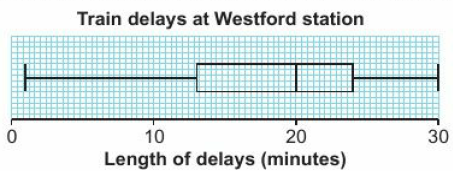 Train delays at Westford station
0 10 20 30
Length of delays (minutes)